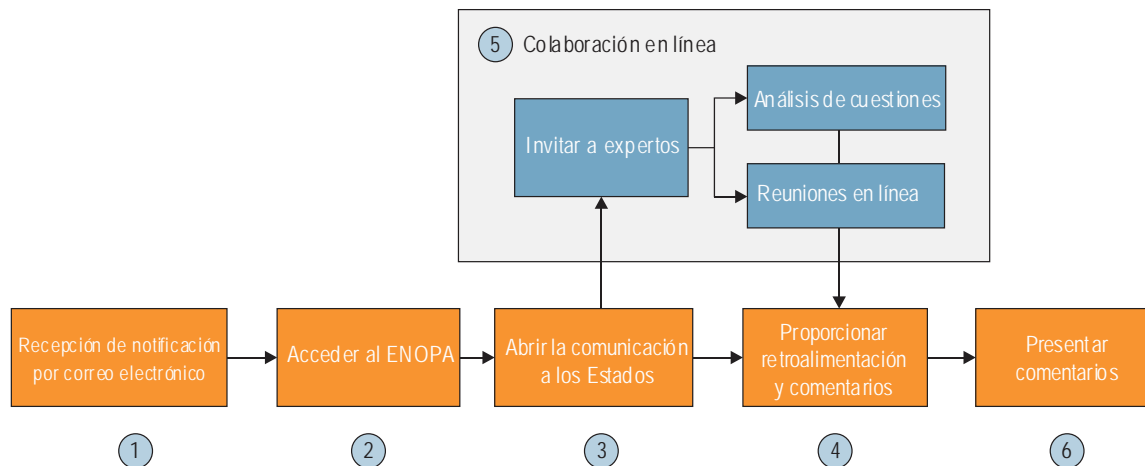 5 Colaboración en línea
Invitar a expertos
Análisis de cuestiones
Reuniones en línea
Recepción de notificación
por correo electrónico
Acceder al ENOPA
Abrir la comunicación
a los Estados
Proporcionar
retroalimentación
y comentarios
Presentar
comentarios
1
2
3
4
6